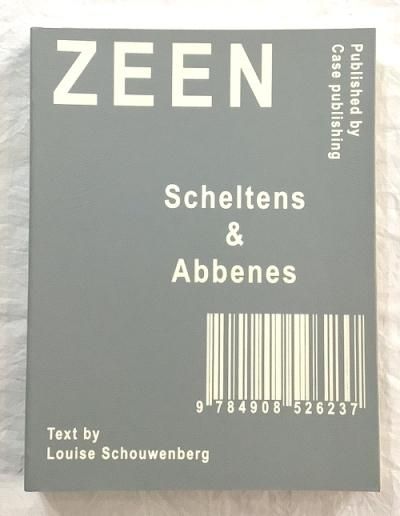 ZEEN
Published by
Case publishing
Scheltens
&
Abbenes
9 784908 526237
Text by
Louise Schouwenberg